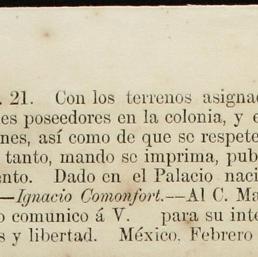 . 21. Con los terrenos asignad
es poseedores en la colonia, y e
nes, así como de que se respete
tanto, mando se imprima, pub
ento. Dado en el Palacio naci
—Ignacio Comonfort.—Al C. Ma
o comunico á V. para su inte
s y libertad. México, Febrero